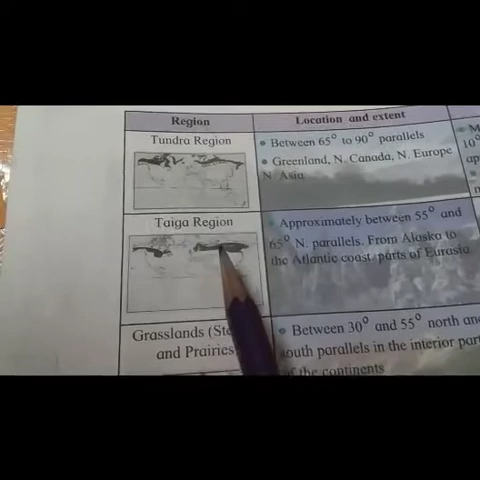 Region
Location and extent
Tundra Region
• Between 65° to 90° parallels
• Greenland, N. Canada, N. Europe
N Asia
10°
Taiga Region
• Approximately between 55° and
65° N. parallels. From Alaska to
the Atlantic coast parts of Eurasia
Grasslands
and Prairies
• Between 30° and 55° north and
south parallels in the interior
of the continents